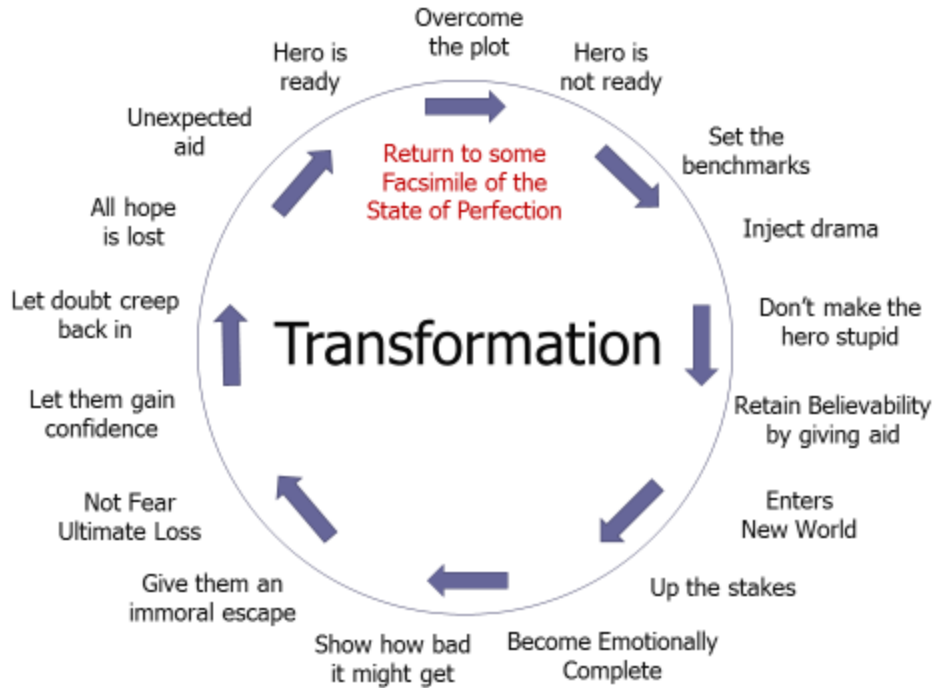 Overcome
the plot
Hero is
not ready
Set the
benchmarks
Inject drama
Don't make the
hero stupid
Retain Believability
by giving aid
Enters
New World
Up the stakes
Become Emotionally
Complete
Show how bad
it might get
Give them an
immoral escape
Not Fear
Ultimate Loss
Let them gain
confidence
Let doubt creep
back in
All hope
is lost
Unexpected
aid
Hero is
ready
Return to some
Facsimile of the
State of Perfection
Transformation